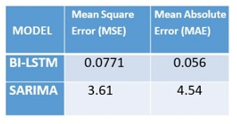 MODEL Mean Square Error (MSE) Mean Absolute Error (MAE)
BI-LSTM 0.0771 0.056
SARIMA 3.61 4.54